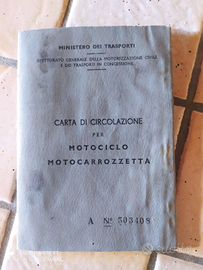 MINISTERO DEI TRASPORTI
ISPETTORATO GENERALE DELLA MOTORIZZAZIONE CIVILE
E DEI TRASPORTI IN CONCESSIONE
CARTA DI CIRCOLAZIONE
PER
MOTOCICLO
MOTOCARROZZETTA
A Nº 503408